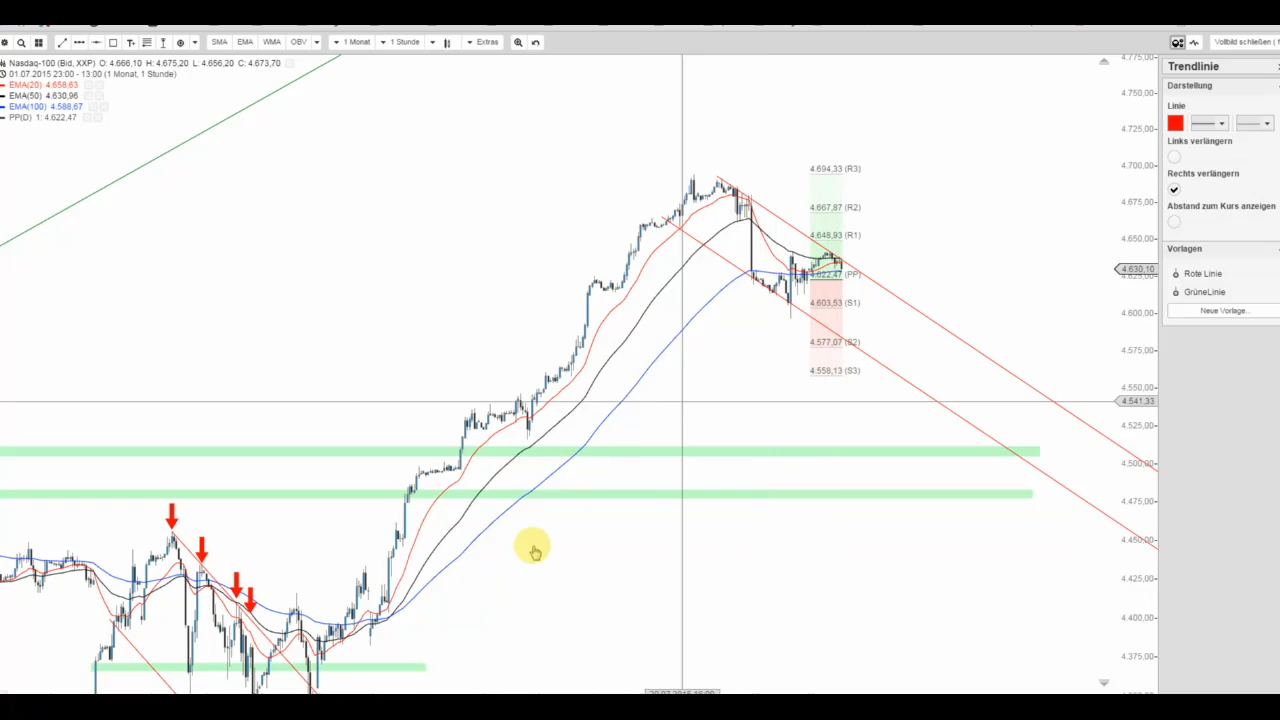 SMA EMA WMA OBV 1 Monat 1 Stunde Extras Vollbild schließen ( f
Nasdaq-100 (Bid, XXP) O: 4.666,10 H: 4.675,20 L: 4.656,20 C: 4.673,70
01.07.2015 23:00 - 13:00 (1 Monat, 1 Stunde)
EMA(20) 4.658,63
EMA(50) 4.630,96
EMA(100) 4.588,67
PP(D) 1: 4.622,47
4.694,33 (R3)
4.667,87 (R2)
4.648,93 (R1)
4.622,47 (PP)
4.603,53 (S1)
4.577,07 (S2)
4.558,13 (S3)
4.775,00
4.750,00
4.725,00
4.700,00
4.675,00
4.650,00
4.630,10
4.600,00
4.575,00
4.550,00
4.541,33
4.525,00
4.500,00
4.475,00
4.450,00
4.425,00
4.400,00
4.375,00
Trendlinie
Darstellung
Linie
Links verlängern
Rechts verlängern
Abstand zum Kurs anzeigen
Vorlagen
Rote Linie
GrüneLinie
Neue Vorlage...